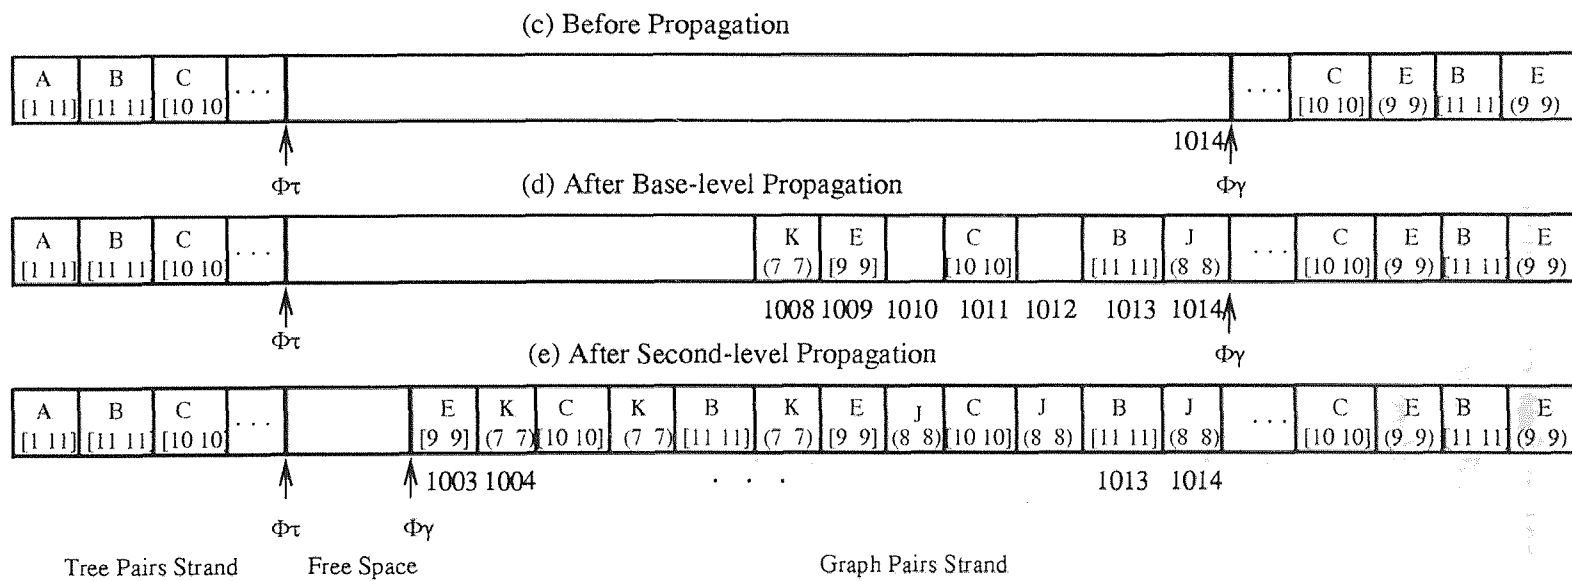 (c) Before Propagation
A B C ... ... C E B E
[1 11] [11 11] [10 10] [10 10] (9 9) [11 11] (9 9)
1014
Φτ Φγ
(d) After Base-level Propagation
A B C ... K E C B J ... C E B E
[1 11] [11 11] [10 10] (7 7) [9 9] [10 10] [11 11] (8 8) [10 10] (9 9) [11 11] (9 9)
1008 1009 1010 1011 1012 1013 1014
Φτ Φγ
(e) After Second-level Propagation
A B C ... E K C K B K E J C J B J ... C E B E
[1 11] [11 11] [10 10] [9 9] (7 7) [10 10] (7 7) [11 11] (7 7) [9 9] (8 8) [10 10] (8 8) [11 11] (8 8) [10 10] (9 9) [11 11] (9 9)
1003 1004 . . . 1013 1014
Φτ Φγ
Tree Pairs Strand Free Space Graph Pairs Strand